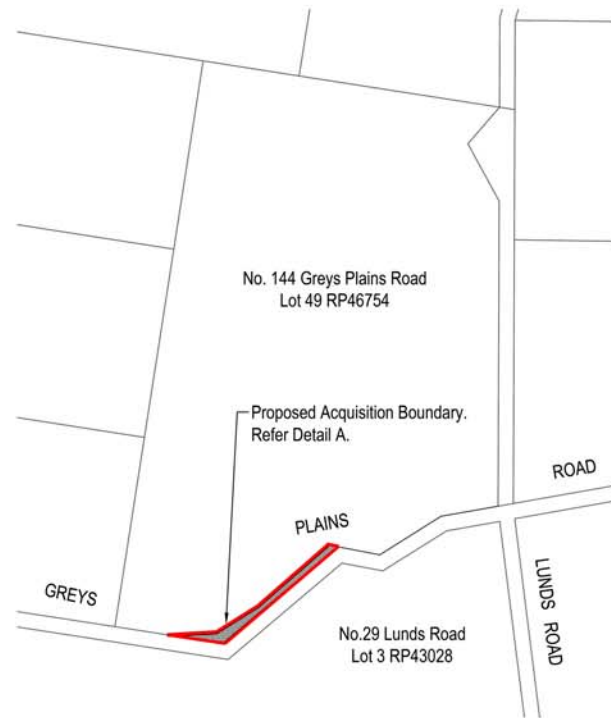 No. 144 Greys Plains Road
Lot 49 RP46754
Proposed Acquisition Boundary.
Refer Detail A.
ROAD
PLAINS
GREYS
LUNDS ROAD
No.29 Lunds Road
Lot 3 RP43028